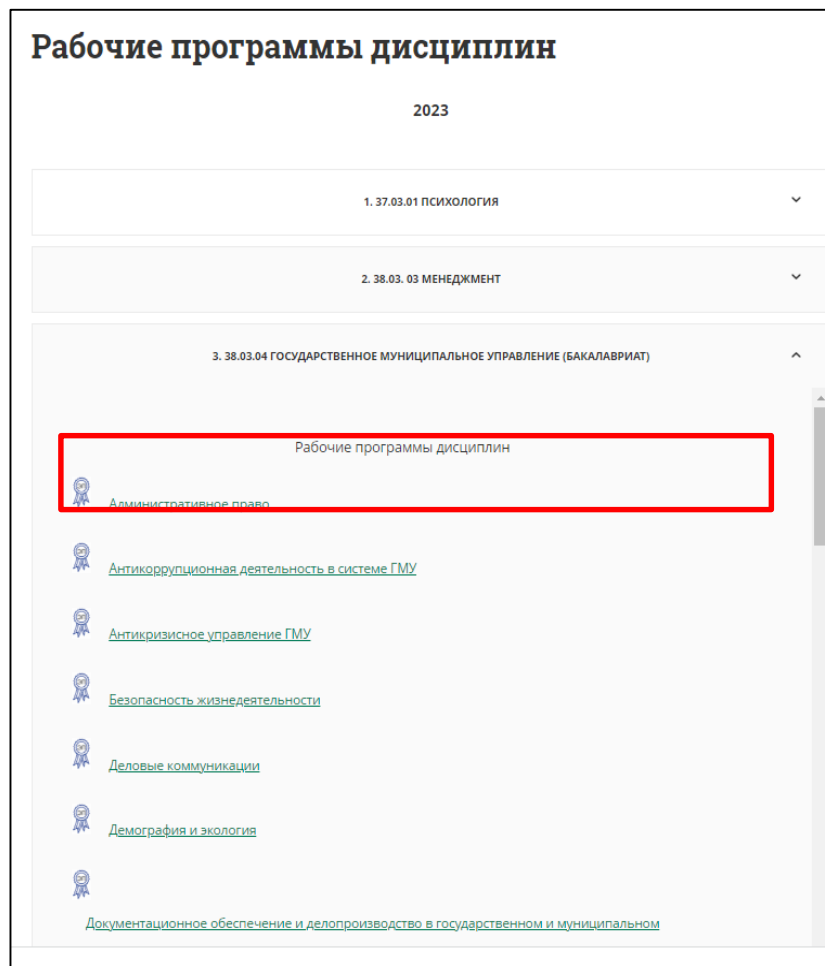 Рабочие программы дисциплин
2023
1. 37.03.01 ПСИХОЛОГИЯ
2. 38.03. 03 МЕНЕДЖМЕНТ
3. 38.03.04 ГОСУДАРСТВЕННОЕ МУНИЦИПАЛЬНОЕ УПРАВЛЕНИЕ (БАКАЛАВРИАТ)
Рабочие программы дисциплин
Административное право
Антикоррупционная деятельность в системе ГМУ
Антикризисное управление ГМУ
Безопасность жизнедеятельности
Деловые коммуникации
Демография и экология
Документационное обеспечение и делопроизводство в государственном и муниципальном